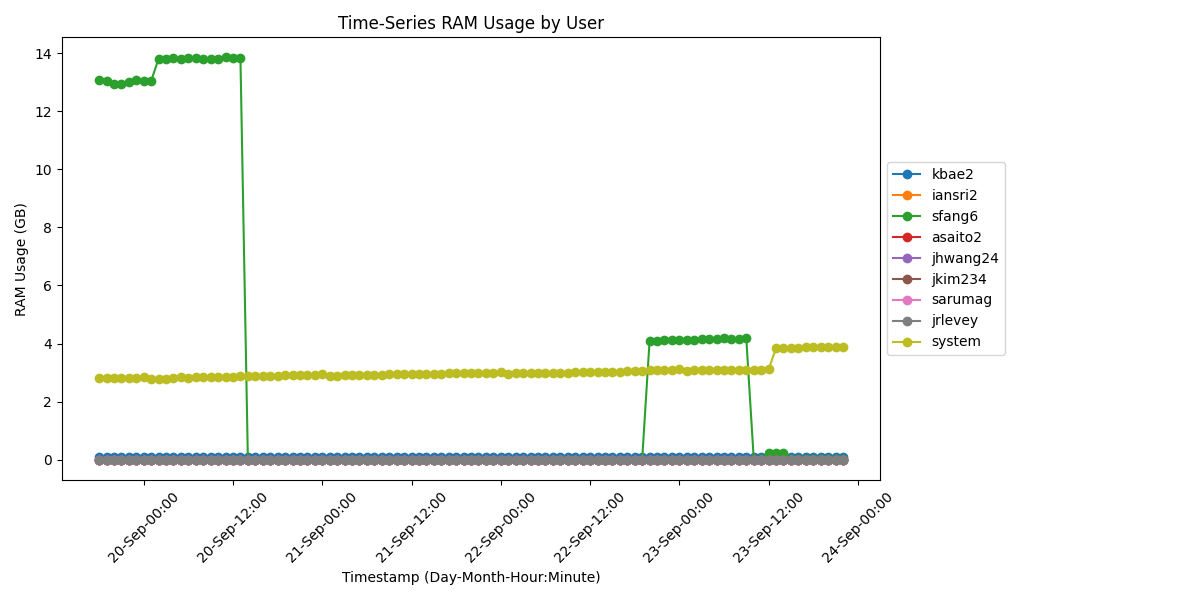 Time-Series RAM Usage by User
14
12
10
8
6
4
2
0
RAM Usage (GB)
20-Sep-00:00
20-Sep-12:00
21-Sep-00:00
21-Sep-12:00
22-Sep-00:00
22-Sep-12:00
23-Sep-00:00
23-Sep-12:00
24-Sep-00:00
Timestamp (Day-Month-Hour:Minute)
kbae2
iansri2
sfang6
asaito2
jhwang24
jkim234
sarumag
jrlevey
system